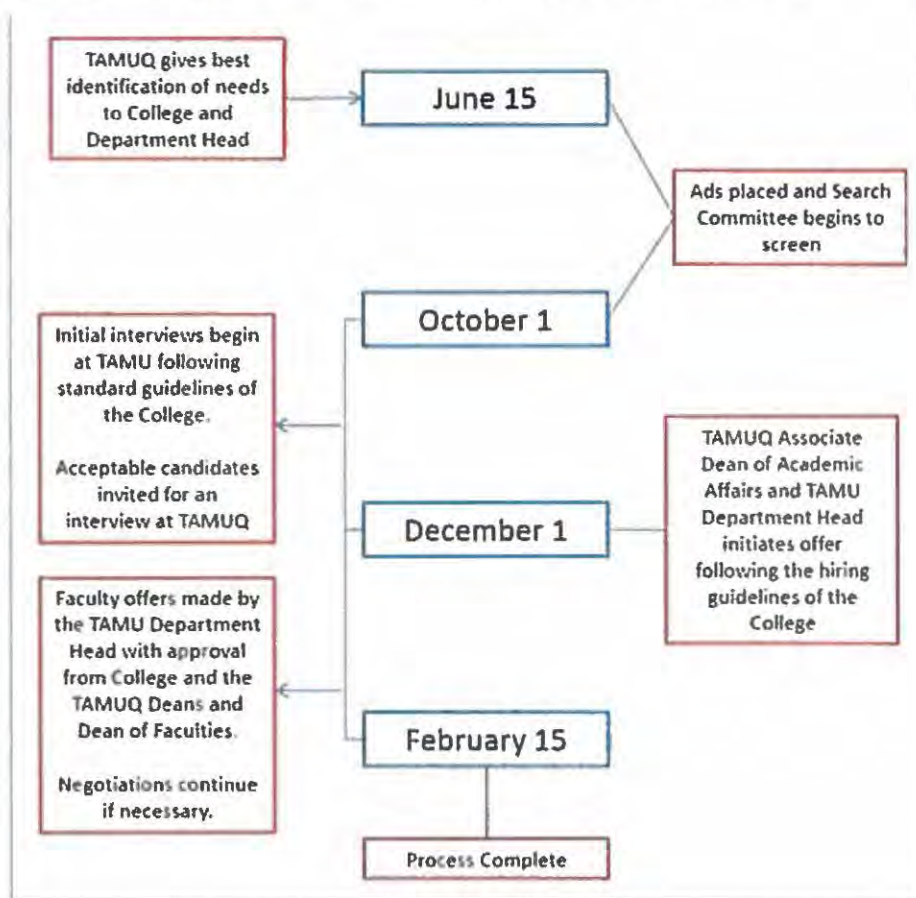 TAMUQ gives best
identification of needs
to College and
Department Head
June 15
Ads placed and Search
Committee begins to
screen
October 1
Initial interviews begin
at TAMU following
standard guidelines of
the College.
Acceptable candidates
invited for an
interview at TAMUQ
December 1
TAMUQ Associate
Dean of Academic
Affairs and TAMU
Department Head
initiates offer
following the hiring
guidelines of the
College
Faculty offers made by
the TAMU Department
Head with approval
from College and the
TAMUQ Deans and
Dean of Faculties.
Negotiations continue
if necessary.
February 15
Process Complete